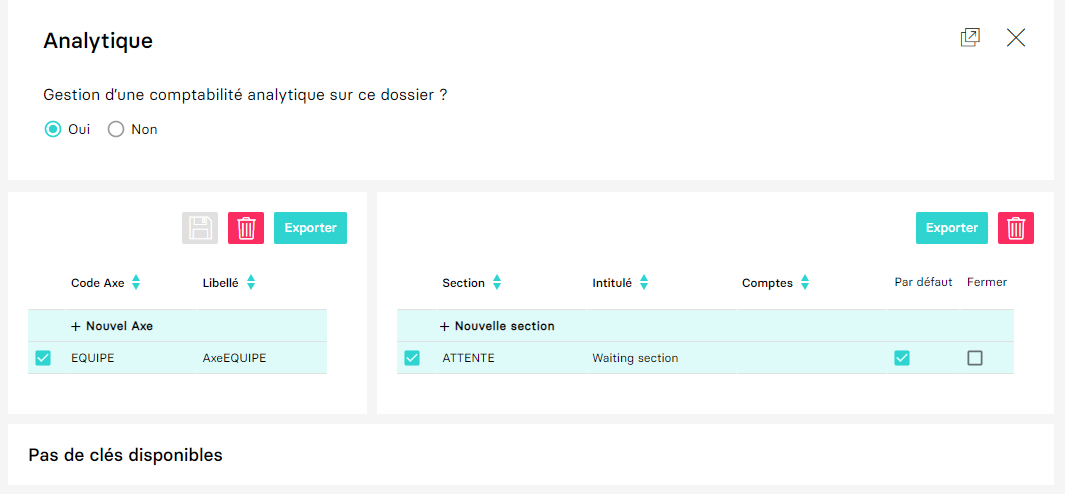 Analytique
Gestion d'une comptabilité analytique sur ce dossier ?
Oui Non
Exporter
Code Axe Libellé
+ Nouvel Axe
EQUIPE AxeEQUIPE
Exporter
Section Intitulé Comptes Par défaut Fermer
+ Nouvelle section
ATTENTE Waiting section
Pas de clés disponibles